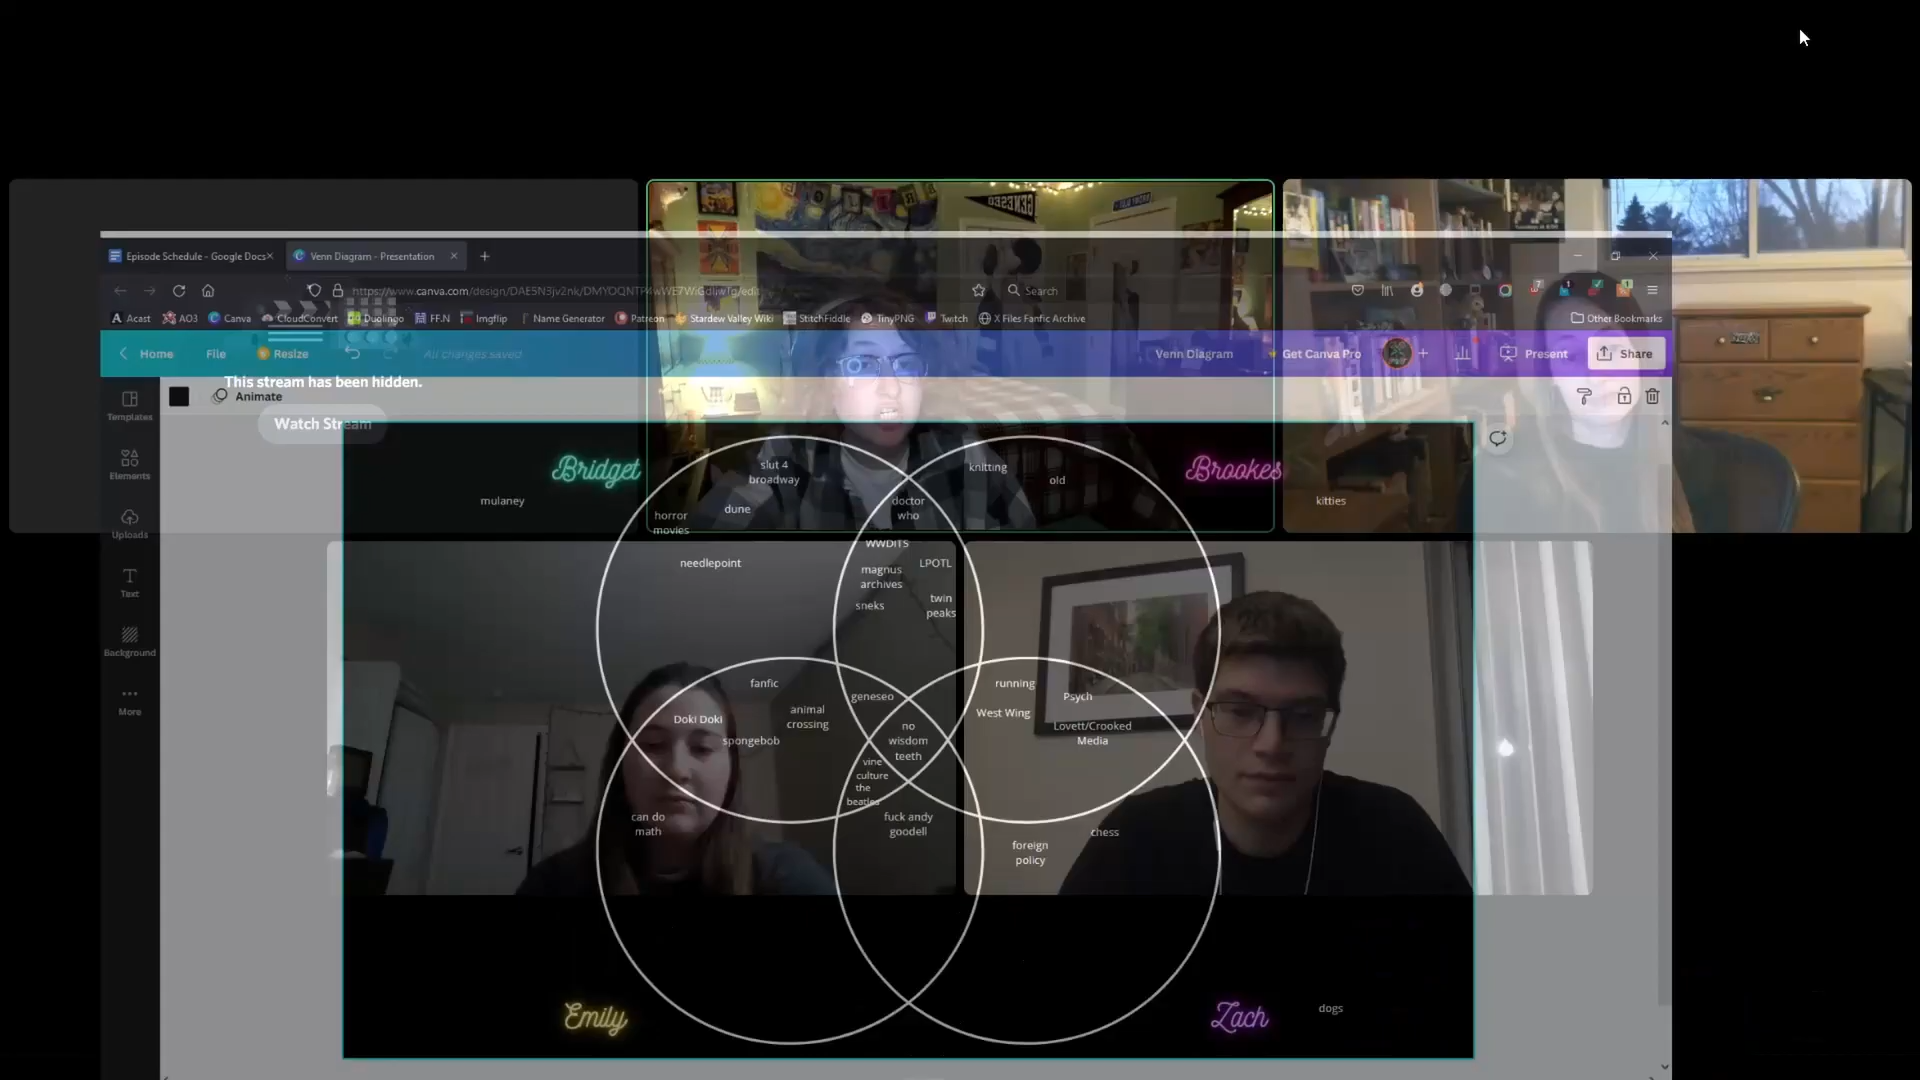 GENESEO
Episode Schedule - Google Docs
Venn Diagram - Presentation
Search
Acast
AO3
Canva
CloudConvert
Duolingo
FF.N
Imgflip
Name Generator
Patreon
Stardew Valley Wiki
StitchFiddle
TinyPNG
Twitch
X Files Fanfic Archive
Other Bookmarks
Home
File
Resize
All changes saved
Venn Diagram
Get Canva Pro
Present
Share
This stream has been hidden.
Animate
Watch Stream
Templates
Elements
Uploads
Text
Background
More
Bridget
Brookes
mulaney
slut 4
broadway
dune
horror
movies
needlepoint
knitting
old
doctor
who
kitties
WWDITS
LPOTL
magnus
archives
sneks
twin
peaks
fanfic
Doki Doki
animal
crossing
spongebob
geneseo
no
wisdom
teeth
running
Psych
West Wing
Lovett/Crooked
Media
vine
culture
the
beatles
can do
math
fuck andy
goodell
foreign
policy
chess
Emily
Zach
dogs